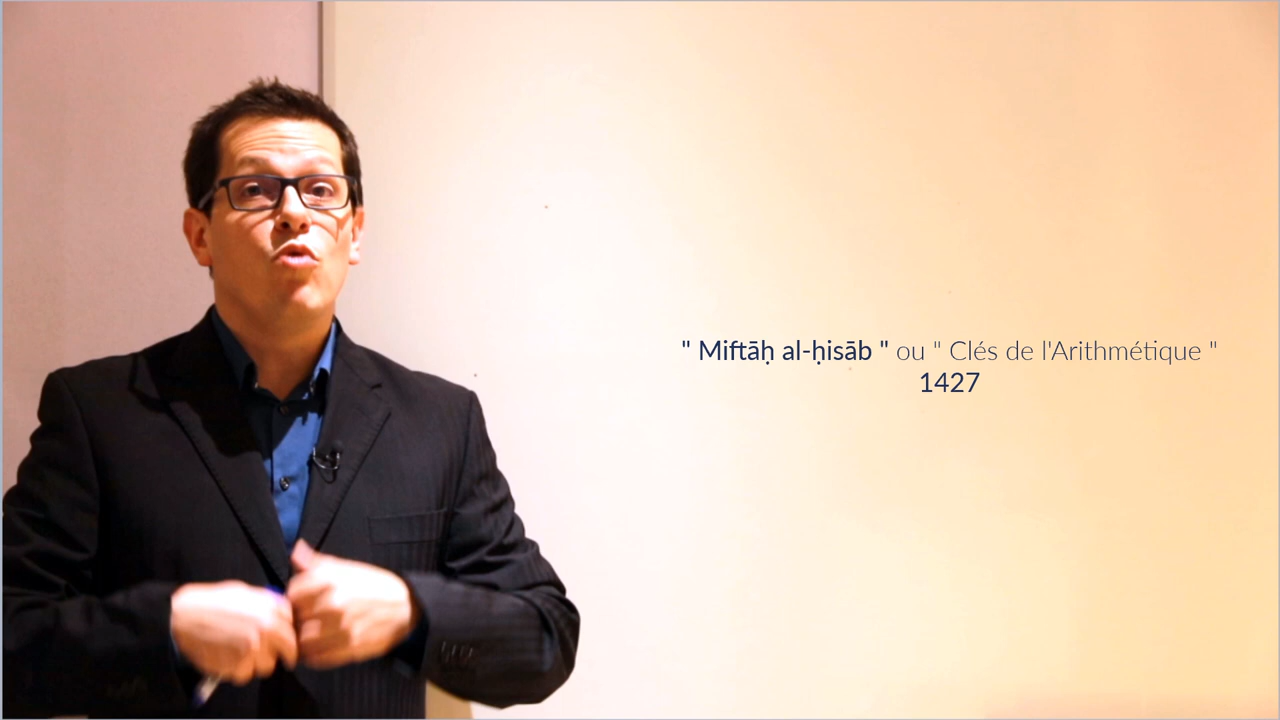 " Miftāḥ al-ḥisāb " ou " Clés de l'Arithmétique "
1427